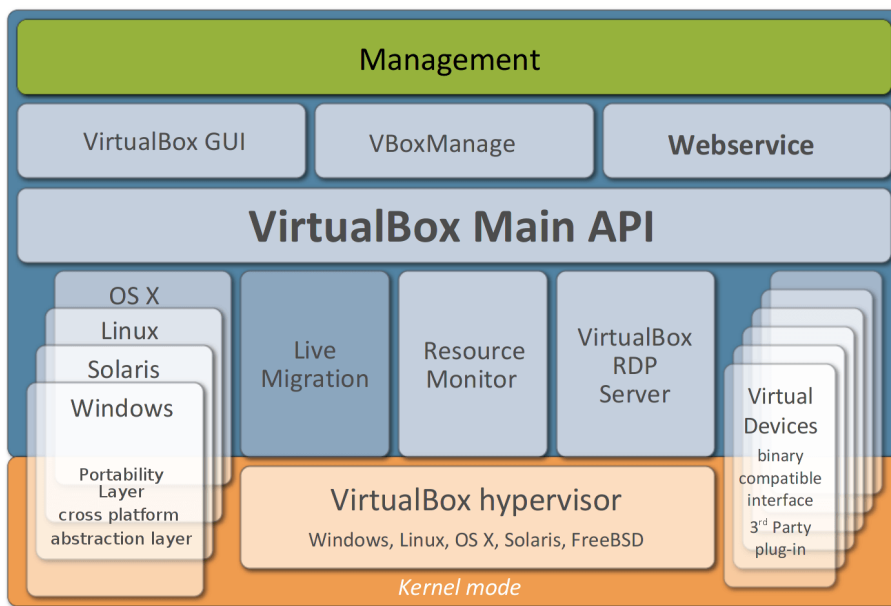 Management
VirtualBox GUI
VBoxManage
Webservice
VirtualBox Main API
OS X
Linux
Solaris
Windows
Portability
Layer
cross platform
abstraction layer
Live
Migration
Resource
Monitor
VirtualBox
RDP
Server
Virtual
Devices
binary
compatible
interface
3rd Party
plug-in
VirtualBox hypervisor
Windows, Linux, OS X, Solaris, FreeBSD
Kernel mode